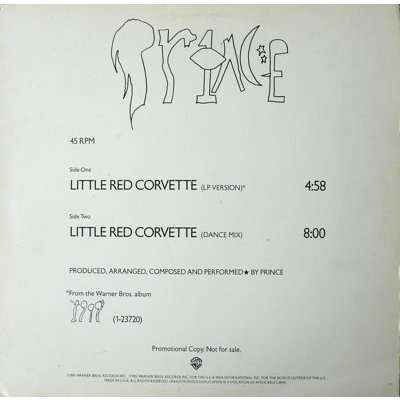 PRINCE
45 RPM
Side One
LITTLE RED CORVETTE (LP VERSION)* 4:58
Side Two
LITTLE RED CORVETTE (DANCE MIX) 8:00
PRODUCED, ARRANGED, COMPOSED AND PERFORMED★BY PRINCE
*From the Warner Bros. album
1999 (1-23720)
Promotional Copy. Not for sale.